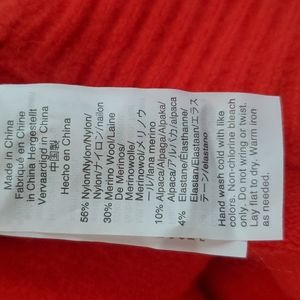 Made in China
Fabriqué en China
in China Hergestellt
Vervaardigd in China
中国製
Hecho en China
56% Nylon/Nylon/Nylon/
Nylon/ナイロン/nailon
30% Merino Wool/Laine
De Merinos/
Merinowolle/
Merinowol/メリノウ
ール/lana merino
10% Alpaca/Alpaga/Alpaka/
Alpaca/アルパカ/alpaca
4% Elastane/Elasthanne/
Elastan/Elastaan/エラス
テーン/elastano
Hand wash cold with like
colors. Non-chlorine bleach
only. Do not wring or twist.
Lay flat to dry. Warm iron
as needed.